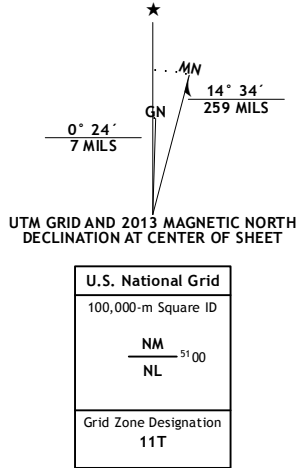 ★
MN
GN
14° 34´
259 MILS
0° 24´
7 MILS
UTM GRID AND 2013 MAGNETIC NORTH
DECLINATION AT CENTER OF SHEET
U.S. National Grid
100,000-m Square ID
NM
5100
NL
Grid Zone Designation
11T